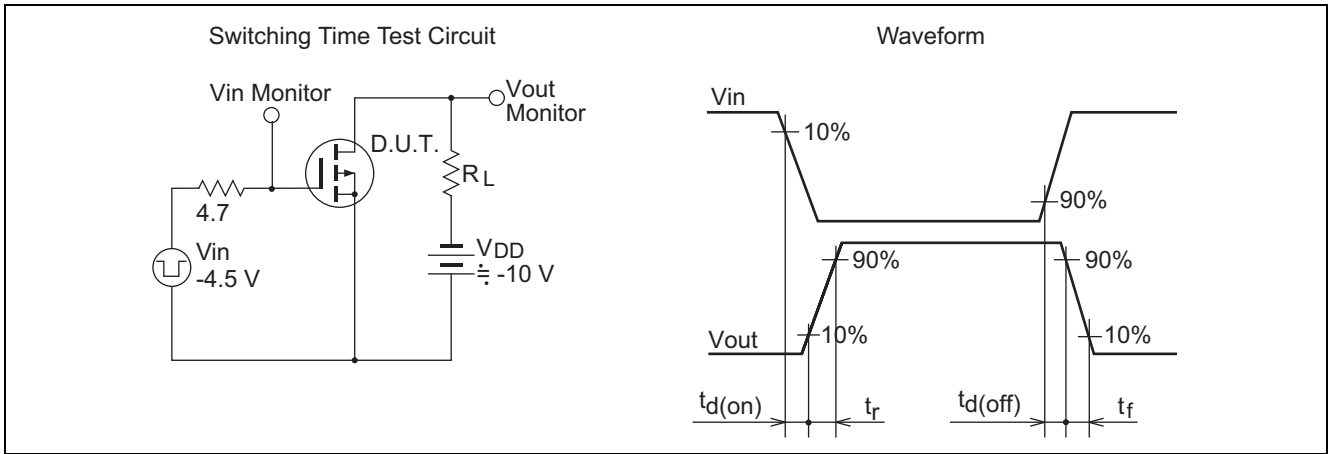 Switching Time Test Circuit
Vin Monitor
Vout
Monitor
D.U.T.
RL
4.7
Vin
-4.5 V
VDD
≒ -10 V
Waveform
Vin
10%
90%
90%
90%
Vout
10%
10%
td(on)
tr
td(off)
tf